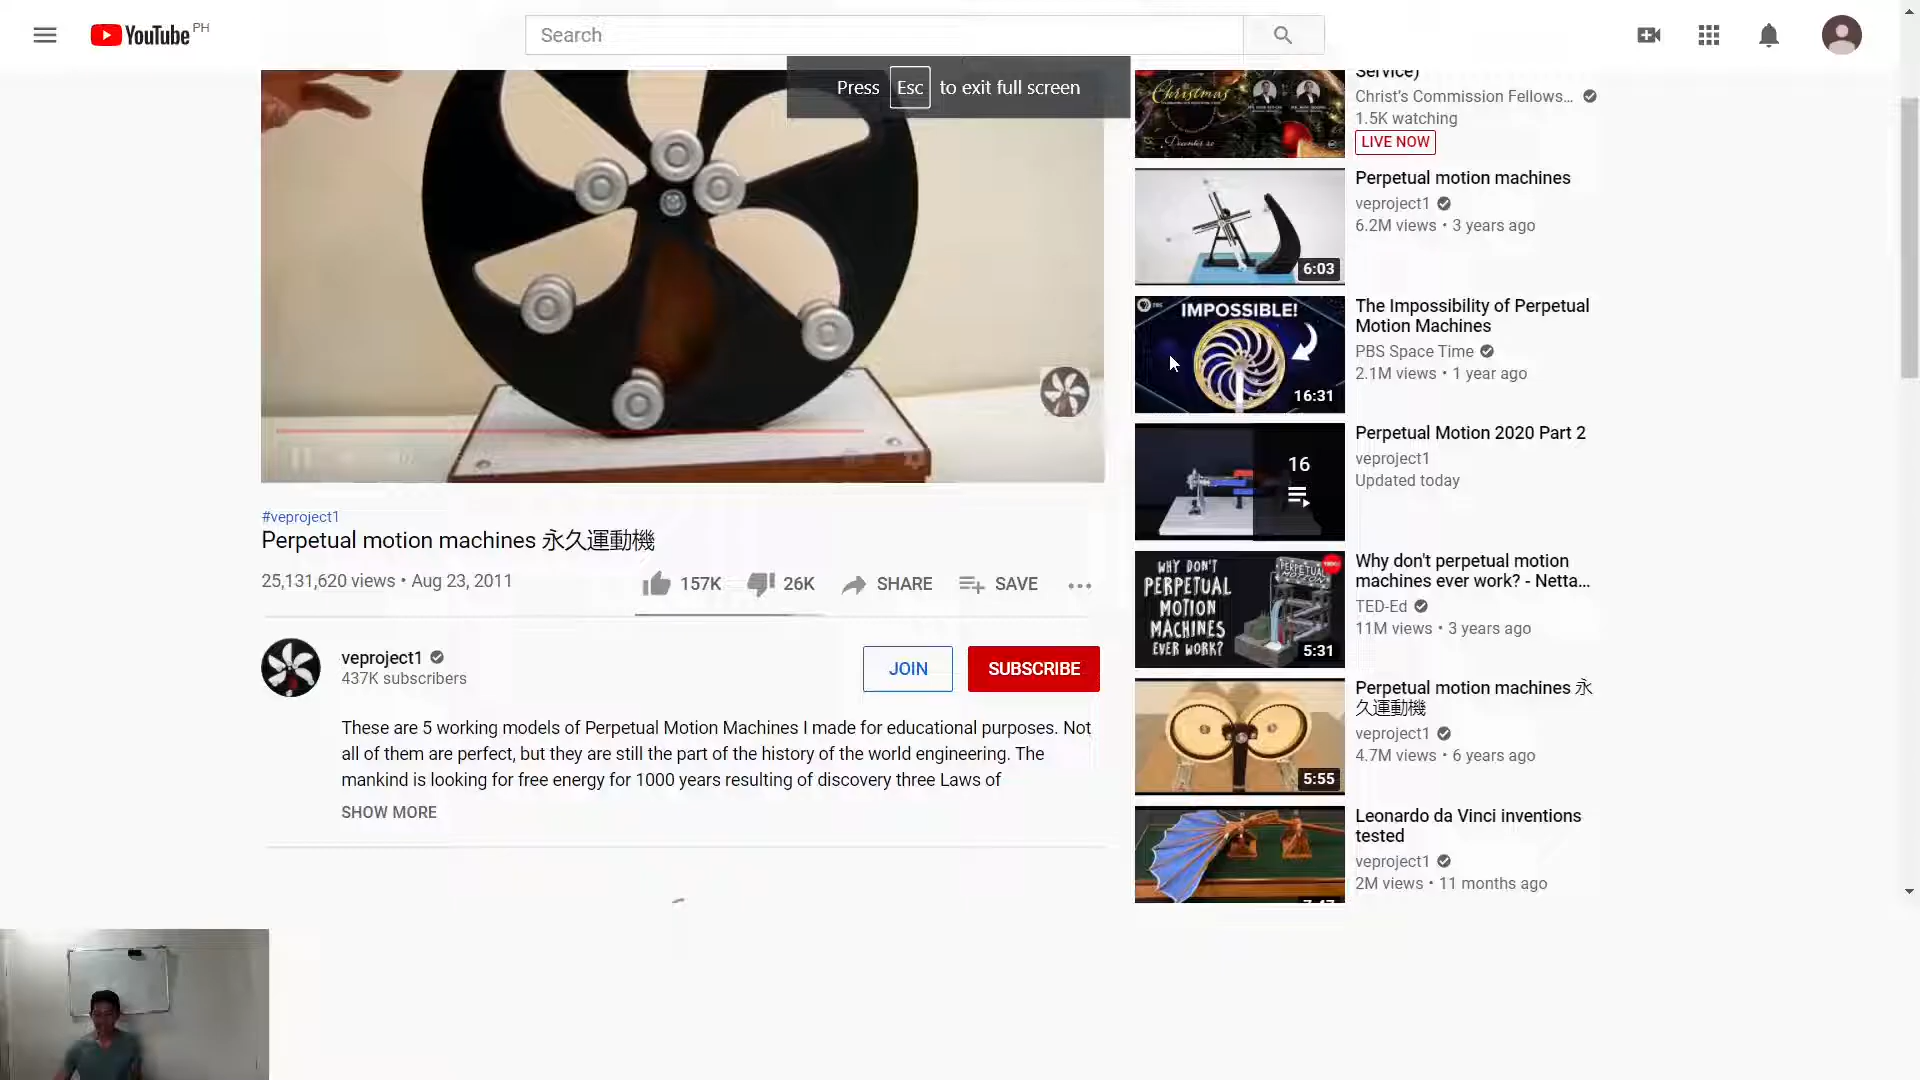 YouTube PH
Search
Press Esc to exit full screen
#veproject1
Perpetual motion machines 永久運動機
25,131,620 views • Aug 23, 2011
157K
26K
SHARE
SAVE
veproject1
437K subscribers
JOIN
SUBSCRIBE
These are 5 working models of Perpetual Motion Machines I made for educational purposes. Not
all of them are perfect, but they are still the part of the history of the world engineering. The
mankind is looking for free energy for 1000 years resulting of discovery three Laws of
SHOW MORE
Christmas
Service)
Christ's Commission Fellows...
1.5K watching
LIVE NOW
6:03
Perpetual motion machines
veproject1
6.2M views • 3 years ago
IMPOSSIBLE!
16:31
The Impossibility of Perpetual
Motion Machines
PBS Space Time
2.1M views • 1 year ago
16
Perpetual Motion 2020 Part 2
veproject1
Updated today
WHY DON'T
PERPETUAL
MOTION
MACHINES
EVER WORK?
PERPETUAL
5:31
Why don't perpetual motion
machines ever work? - Netta...
TED-Ed
11M views • 3 years ago
5:55
Perpetual motion machines 永
久運動機
veproject1
4.7M views • 6 years ago
Leonardo da Vinci inventions
tested
veproject1
2M views • 11 months ago